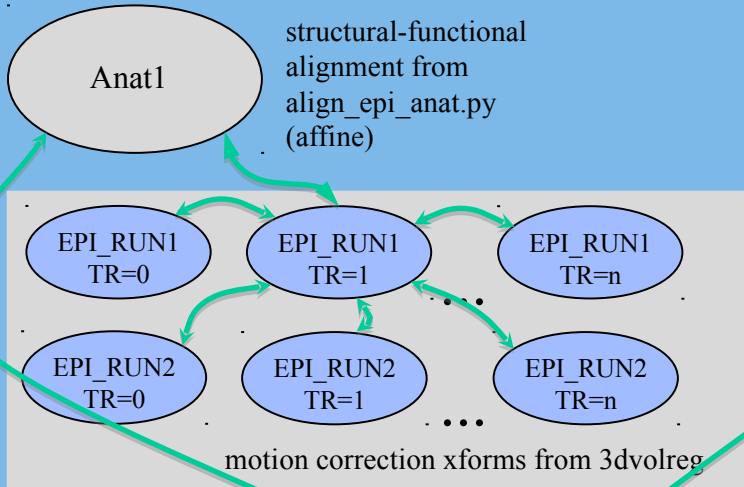 Anat1
structural-functional
alignment from
align_epi_anat.py
(affine)
EPI_RUN1
TR=0
EPI_RUN1
TR=1
EPI_RUN1
TR=n
...
EPI_RUN2
TR=0
EPI_RUN2
TR=1
EPI_RUN2
TR=n
...
motion correction xforms from 3dvolreg